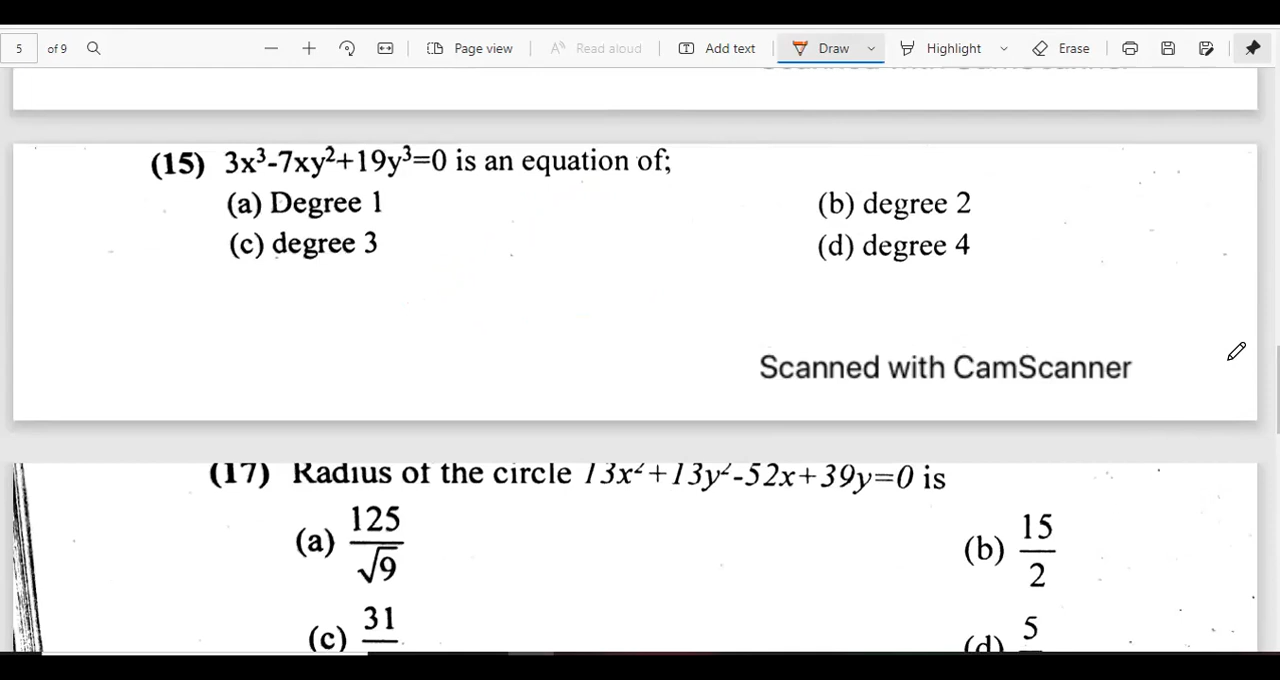 5 of 9 Page view Read aloud Add text Draw Highlight Erase
(15) 3x³-7xy²+19y³=0 is an equation of;
(a) Degree 1 (b) degree 2
(c) degree 3 (d) degree 4
Scanned with CamScanner
(17) Radius of the circle 13x²+13y²-52x+39y=0 is
(a) 125/√9 (b) 15/2
(c) 31 (d) 5